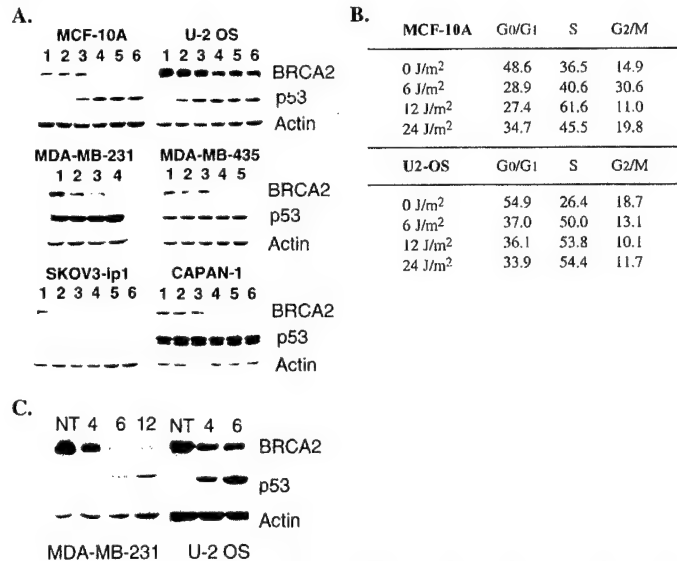 A.
MCF-10A U-2 OS
1 2 3 4 5 6 1 2 3 4 5 6
BRCA2
p53
Actin
MDA-MB-231 MDA-MB-435
1 2 3 4 1 2 3 4 5
BRCA2
p53
Actin
SKOV3-ip1 CAPAN-1
1 2 3 4 5 6 1 2 3 4 5 6
BRCA2
p53
Actin
B.
MCF-10A G0/G1 S G2/M
0 J/m2 48.6 36.5 14.9
6 J/m2 28.9 40.6 30.6
12 J/m2 27.4 61.6 11.0
24 J/m2 34.7 45.5 19.8
U2-OS G0/G1 S G2/M
0 J/m2 54.9 26.4 18.7
6 J/m2 37.0 50.0 13.1
12 J/m2 36.1 53.8 10.1
24 J/m2 33.9 54.4 11.7
C.
NT 4 6 12 NT 4 6
BRCA2
p53
Actin
MDA-MB-231 U-2 OS